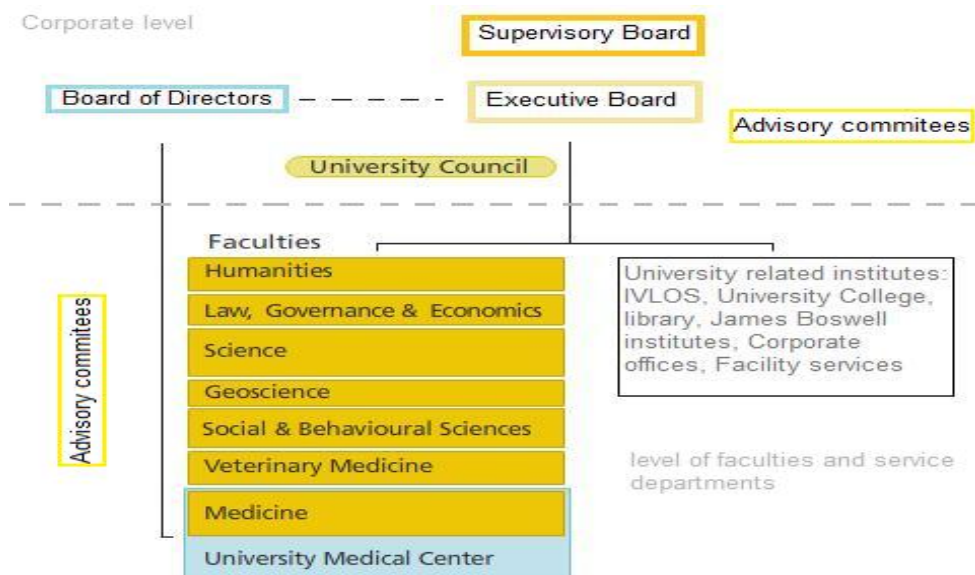 Corporate level
Supervisory Board
Board of Directors
Executive Board
Advisory commitees
University Council
Faculties
Humanities
Law, Governance & Economics
Science
Geoscience
Social & Behavioural Sciences
Veterinary Medicine
Medicine
University Medical Center
Advisory commitees
University related institutes:
IVLOS, University College,
library, James Boswell
institutes, Corporate
offices, Facility services
level of faculties and service
departments